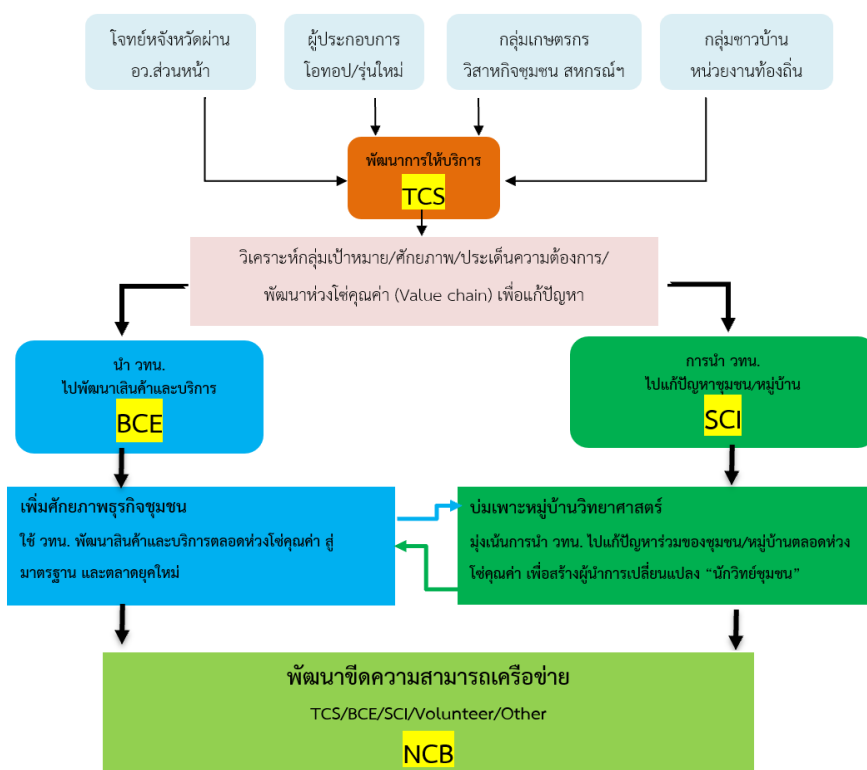 โจทย์หจังหวัดผ่าน
อว.ส่วนหน้า
ผู้ประกอบการ
โอทอป/รุ่นใหม่
กลุ่มเกษตรกร
วิสาหกิจชุมชน สหกรณ์ฯ
กลุ่มชาวบ้าน
หน่วยงานท้องถิ่น
พัฒนาการให้บริการ
TCS
วิเคราะห์กลุ่มเป้าหมาย/ศักยภาพ/ประเด็นความต้องการ/
พัฒนาห่วงโซ่คุณค่า (Value chain) เพื่อแก้ปัญหา
นำ วทน.
ไปพัฒนาเสินค้าและบริการ
BCE
การนำ วทน.
ไปแก้ปัญหาชุมชน/หมู่บ้าน
SCI
เพิ่มศักยภาพธุรกิจชุมชน
ใช้ วทน. พัฒนาสินค้าและบริการตลอดห่วงโซ่คุณค่า สู่
มาตรฐาน และตลาดยุคใหม่
บ่มเพาะหมู่บ้านวิทยาศาสตร์
มุ่งเน้นการนำ วทน. ไปแก้ปัญหาร่วมของชุมชน/หมู่บ้านตลอดห่วง
โซ่คุณค่า เพื่อสร้างผู้นำการเปลี่ยนแปลง “นักวิทย์ชุมชน”
พัฒนาขีดความสามารถเครือข่าย
TCS/BCE/SCI/Volunteer/Other
NCB